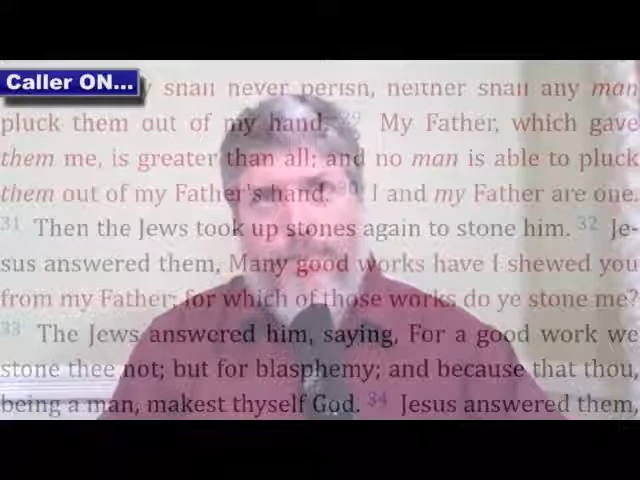 Caller ON...
y shall never perish, neither shall any man
pluck them out of my hand. 29 My Father, which gave
them me, is greater than all; and no man is able to pluck
them out of my Father's hand. 30 I and my Father are one.
31 Then the Jews took up stones again to stone him. 32 Je-
sus answered them, Many good works have I shewed you
from my Father; for which of those works do ye stone me?
33 The Jews answered him, saying, For a good work we
stone thee not; but for blasphemy; and because that thou,
being a man, makest thyself God. 34 Jesus answered them,